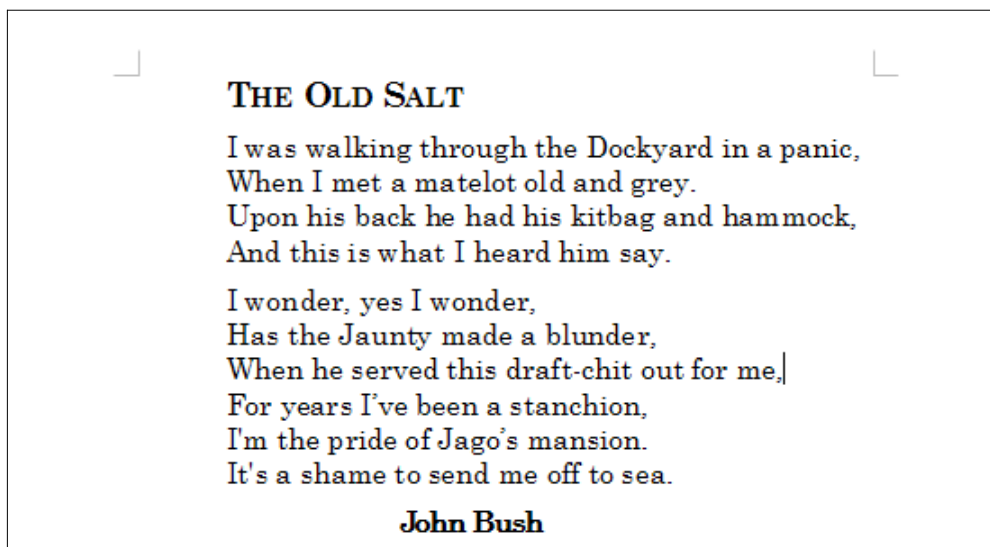 THE OLD SALT
I was walking through the Dockyard in a panic,
When I met a matelot old and grey.
Upon his back he had his kitbag and hammock,
And this is what I heard him say.
I wonder, yes I wonder,
Has the Jaunty made a blunder,
When he served this draft-chit out for me,
For years I’ve been a stanchion,
I'm the pride of Jago’s mansion.
It's a shame to send me off to sea.
John Bush